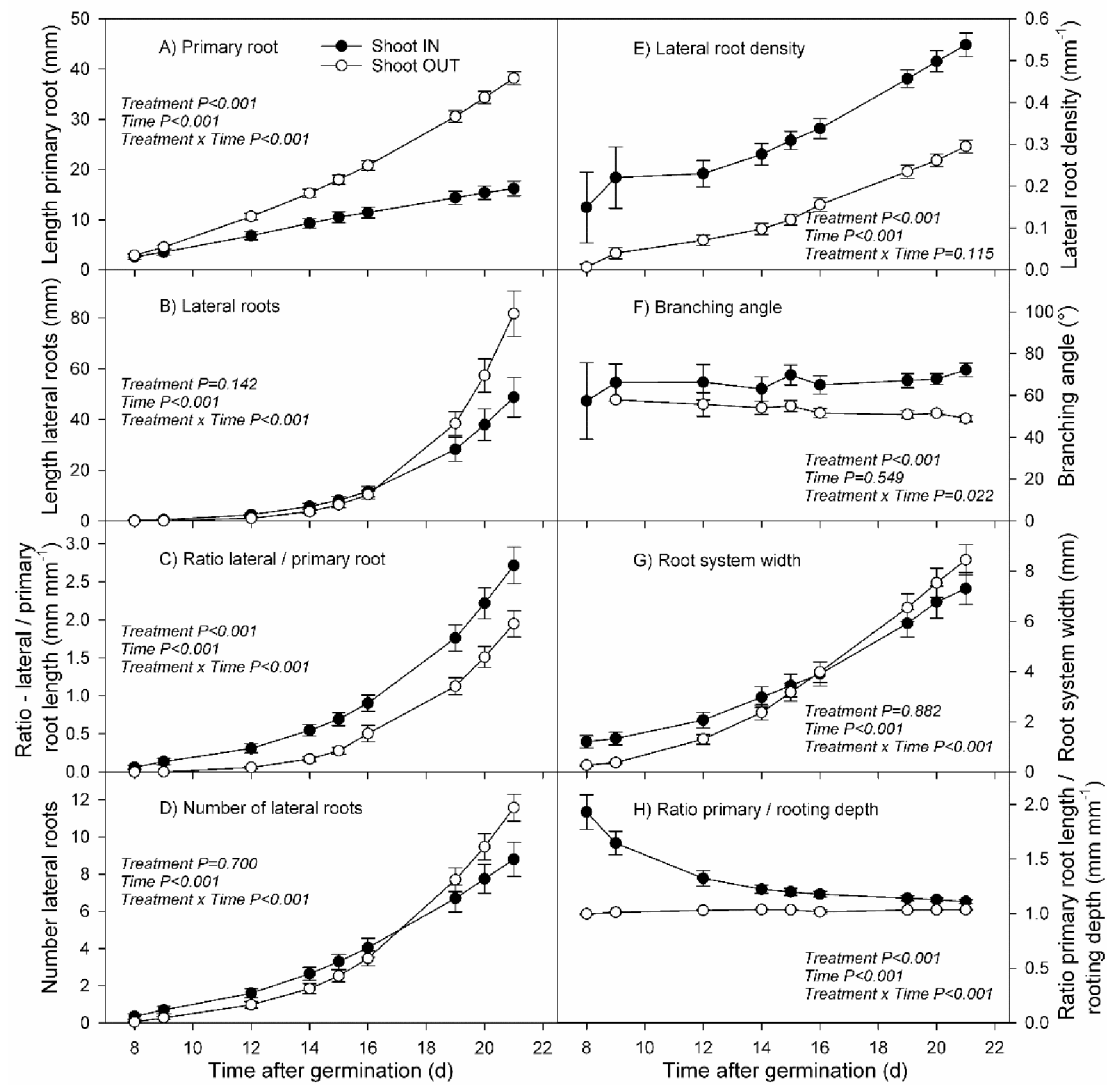 A) Primary root
Shoot IN
Shoot OUT
Treatment P<0.001
Time P<0.001
Treatment x Time P<0.001
Length primary root (mm)
50
40
30
20
10
0
E) Lateral root density
Treatment P<0.001
Time P<0.001
Treatment x Time P=0.115
Lateral root density (mm⁻¹)
0.6
0.5
0.4
0.3
0.2
0.1
0.0
B) Lateral roots
Treatment P=0.142
Time P<0.001
Treatment x Time P<0.001
Length lateral roots (mm)
80
60
40
20
0
F) Branching angle
Treatment P<0.001
Time P=0.549
Treatment x Time P=0.022
Branching angle (°)
100
80
60
40
20
0
C) Ratio lateral / primary root
Treatment P<0.001
Time P<0.001
Treatment x Time P<0.001
Ratio - lateral / primary
root length (mm mm⁻¹)
3.0
2.5
2.0
1.5
1.0
0.5
0.0
G) Root system width
Treatment P=0.882
Time P<0.001
Treatment x Time P<0.001
Root system width (mm)
8
6
4
2
0
D) Number of lateral roots
Treatment P=0.700
Time P<0.001
Treatment x Time P<0.001
Number lateral roots
12
10
8
6
4
2
0
H) Ratio primary / rooting depth
Treatment P<0.001
Time P<0.001
Treatment x Time P<0.001
Ratio primary root length /
rooting depth (mm mm⁻¹)
2.0
1.5
1.0
0.5
0.0
8 10 12 14 16 18 20 22
Time after germination (d)
8 10 12 14 16 18 20 22
Time after germination (d)